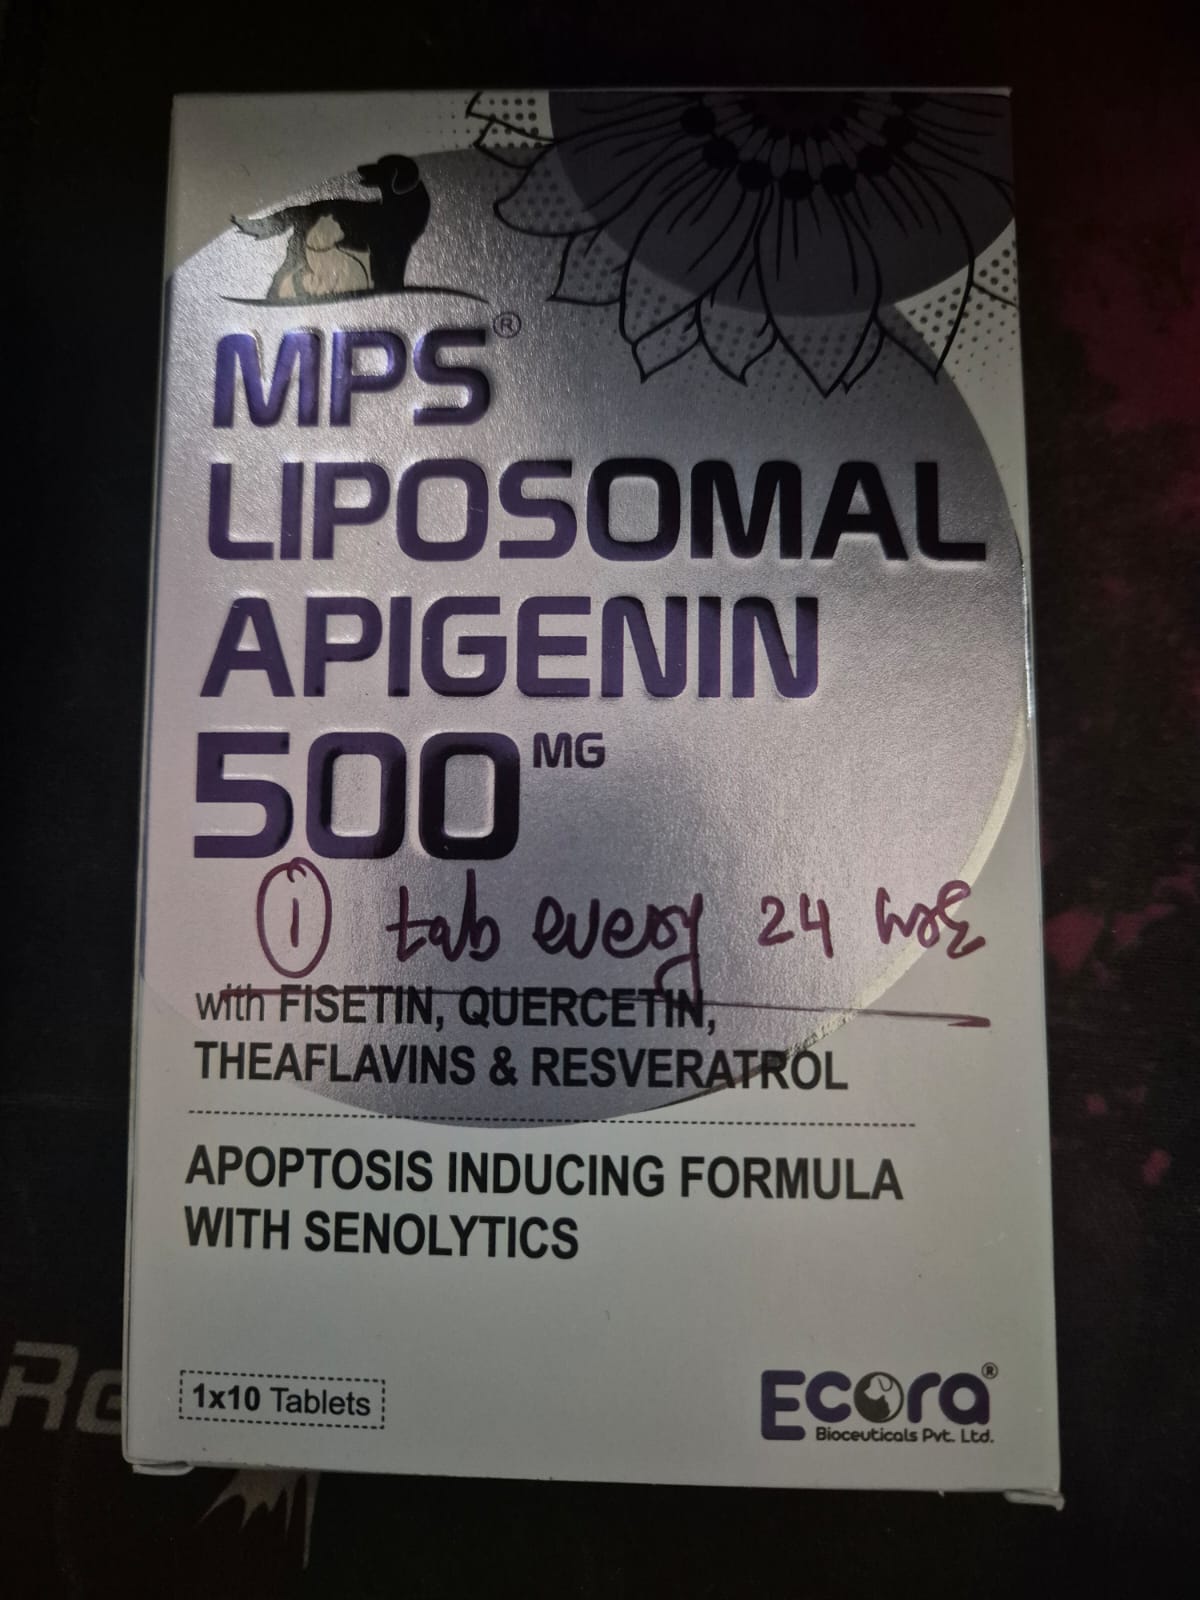 MPS®
LIPOSOMAL
APIGENIN
500 MG
1 tab every 24 hrs
with FISETIN, QUERCETIN,
THEAFLAVINS & RESVERATROL
APOPTOSIS INDUCING FORMULA
WITH SENOLYTICS
1x10 Tablets
Ecora®
Bioceuticals Pvt. Ltd.